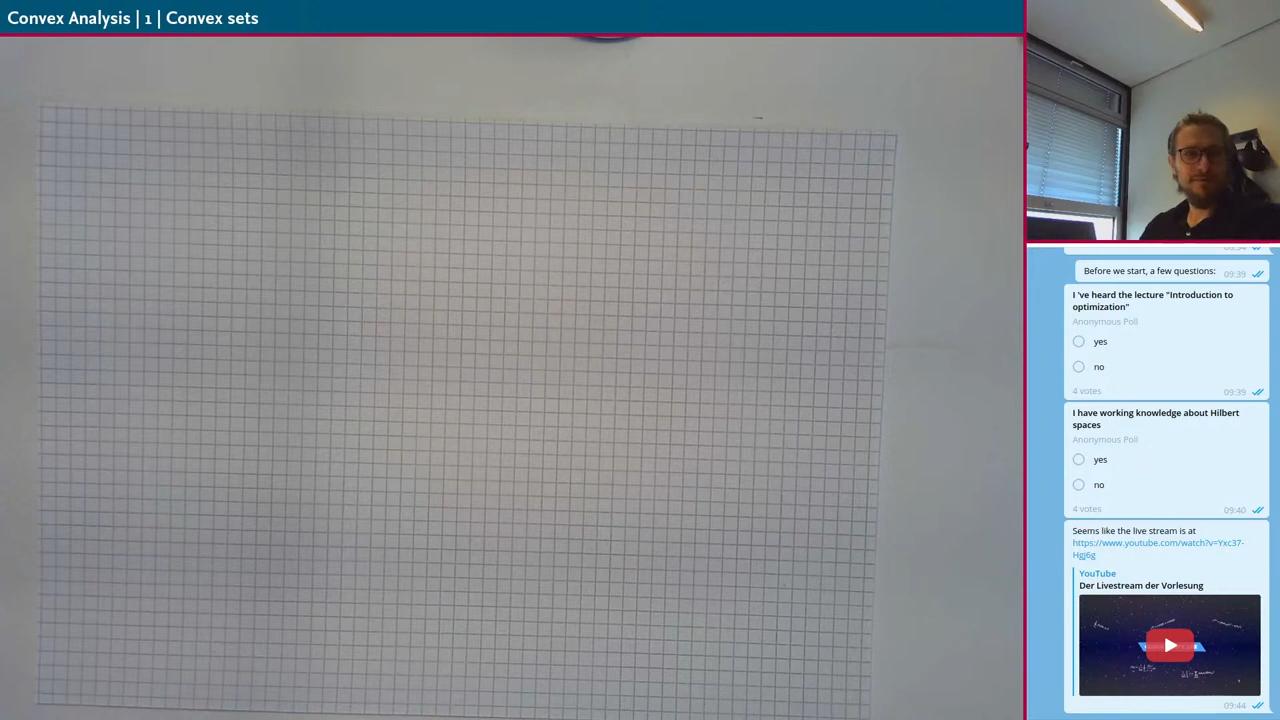 Convex Analysis | 1 | Convex sets
Before we start, a few questions:
09:39
I 've heard the lecture "Introduction to
optimization"
Anonymous Poll
yes
no
4 votes
09:39
I have working knowledge about Hilbert
spaces
Anonymous Poll
yes
no
4 votes
09:40
Seems like the live stream is at
https://www.youtube.com/watch?v=Yxc37-
Hgj6g
YouTube
Der Livestream der Vorlesung
09:44